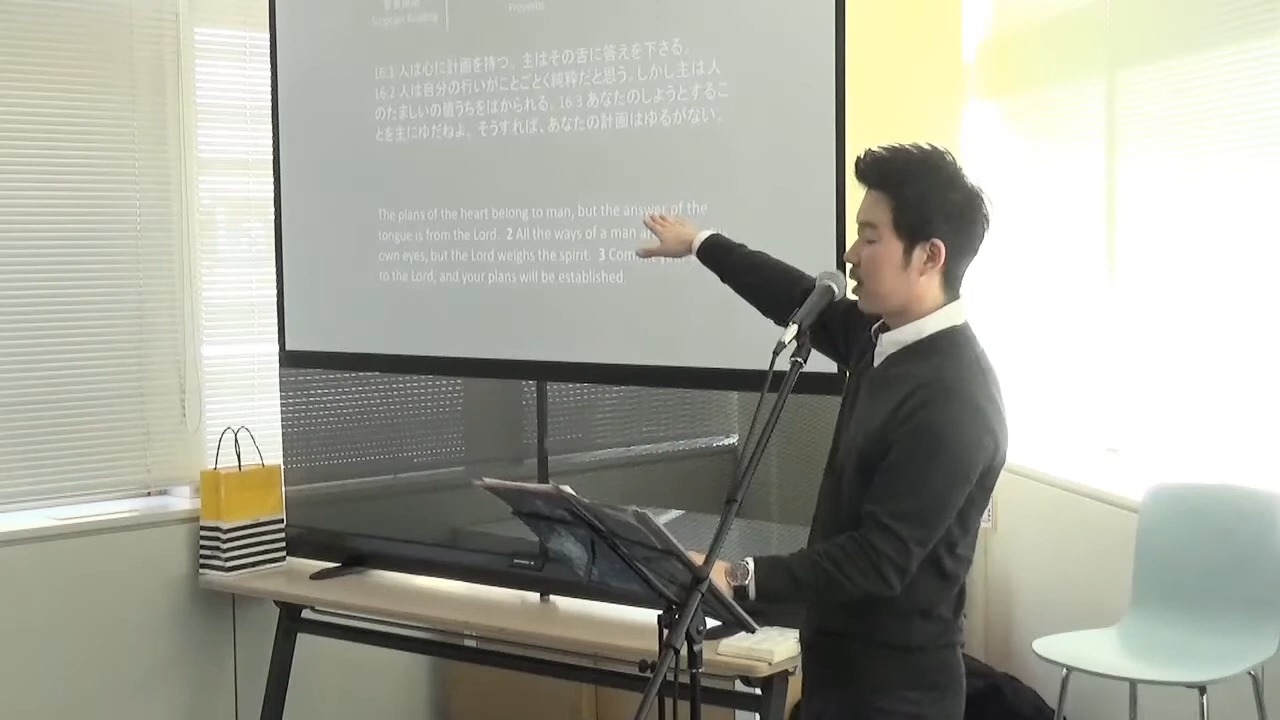 聖書朗読
Scripture Reading
Proverbs
16:1 人は心に計画を持つ。主はその舌に答えを下さる。
16:2 人は自分の行いがことごとく純粋だと思う。しかし主は人
のたましいの値うちをはかられる。16:3 あなたのしようとするこ
とを主にゆだねよ。そうすれば、あなたの計画はゆるがない。
The plans of the heart belong to man, but the answer of the
tongue is from the Lord. 2 All the ways of a man
own eyes, but the Lord weighs the spirit. 3
to the Lord, and your plans will be established.